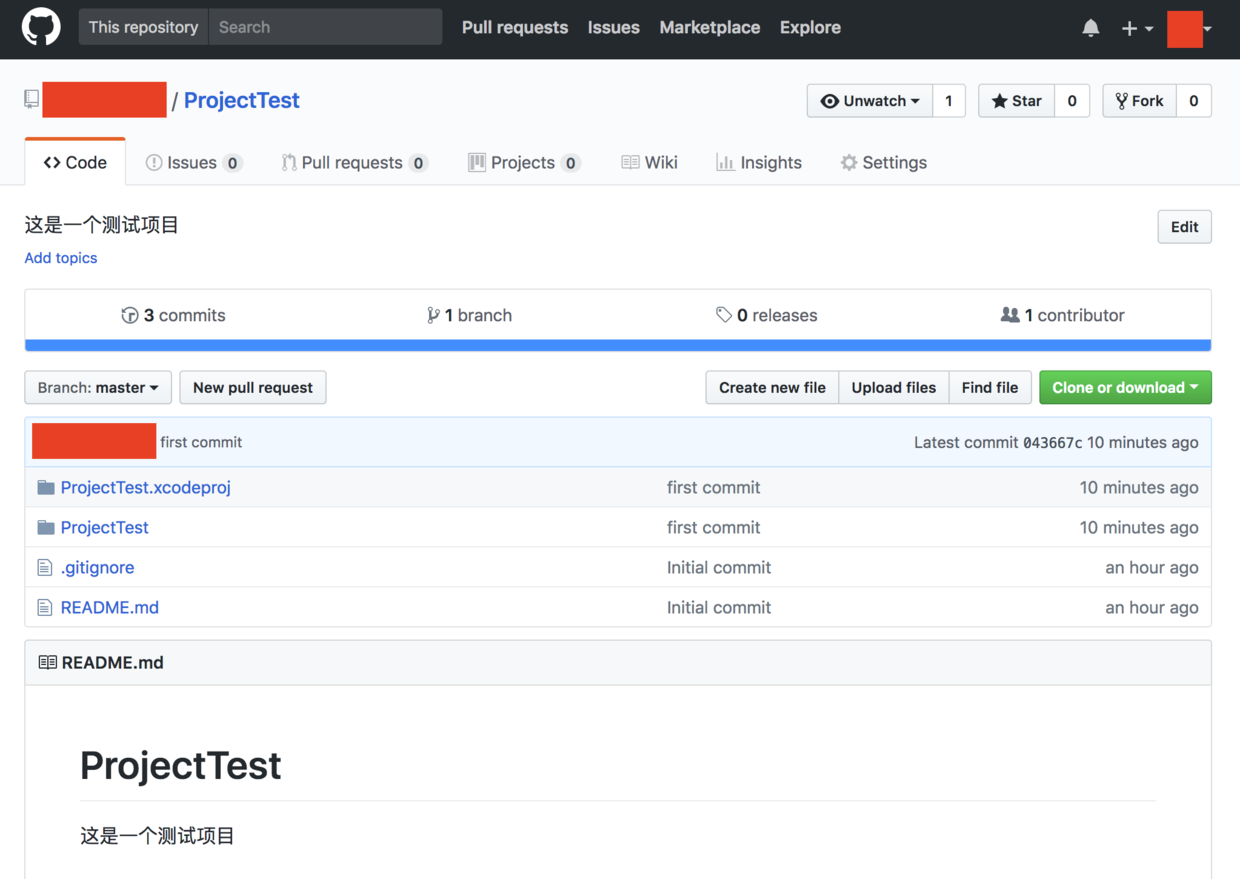 This repository Search Pull requests Issues Marketplace Explore
/ ProjectTest Unwatch 1 Star 0 Fork 0
Code Issues 0 Pull requests 0 Projects 0 Wiki Insights Settings
这是一个测试项目 Edit
Add topics
3 commits 1 branch 0 releases 1 contributor
Branch: master New pull request Create new file Upload files Find file Clone or download
first commit Latest commit 043667c 10 minutes ago
ProjectTest.xcodeproj first commit 10 minutes ago
ProjectTest first commit 10 minutes ago
.gitignore Initial commit an hour ago
README.md Initial commit an hour ago
README.md
ProjectTest
这是一个测试项目